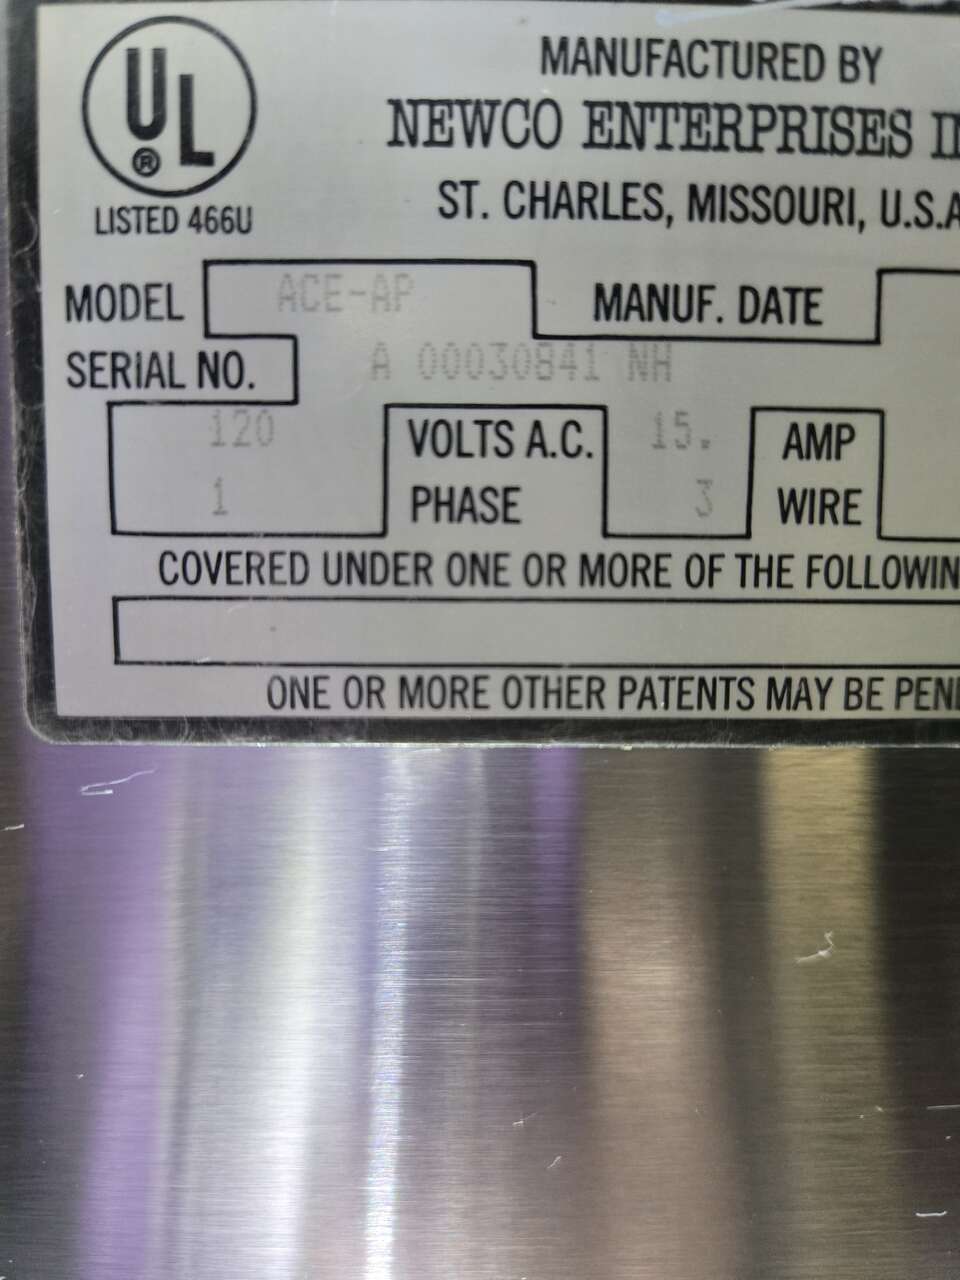 UL
®
LISTED 466U
MANUFACTURED BY
NEWCO ENTERPRISES
ST. CHARLES, MISSOURI, U.S.A
MODEL ACE-AP MANUF. DATE
SERIAL NO. A 00030841 NH
120 VOLTS A.C. 15. AMP
1 PHASE 3 WIRE
COVERED UNDER ONE OR MORE OF THE FOLLOWIN
ONE OR MORE OTHER PATENTS MAY BE PEN